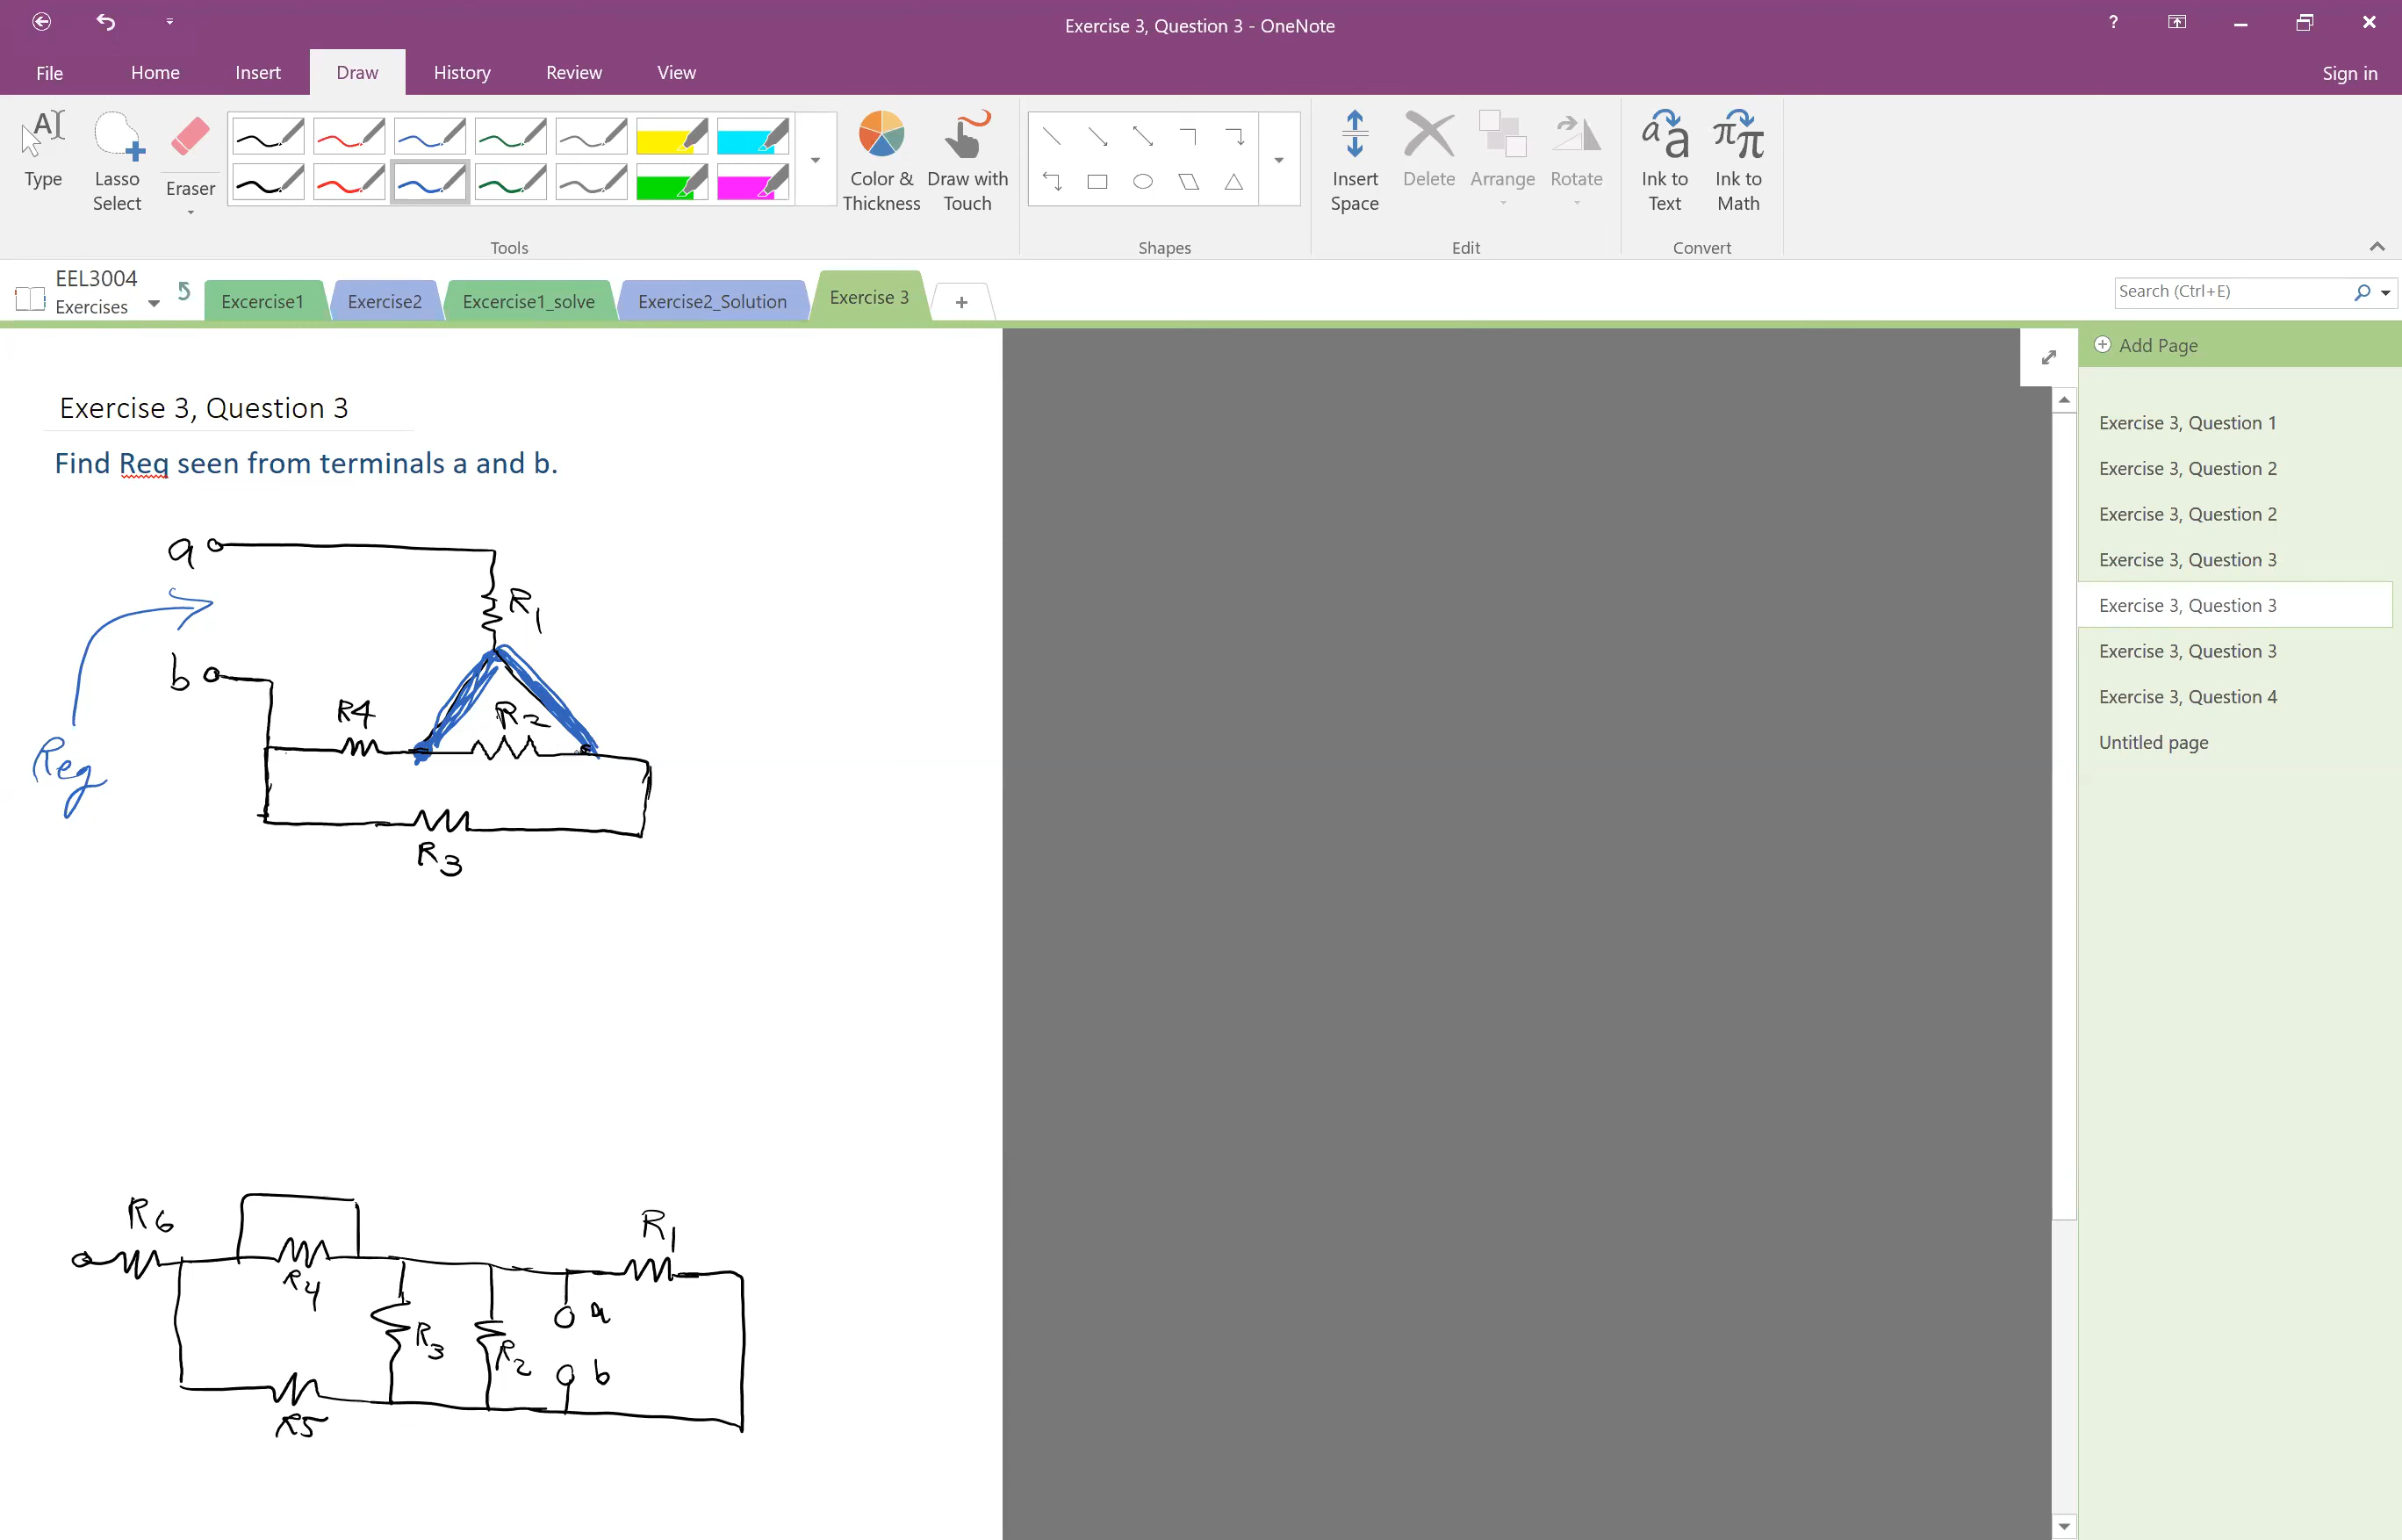 Exercise 3, Question 3 - OneNote
?
File Home Insert Draw History Review View
Sign in
Type
Lasso Select
Eraser
Color & Thickness
Draw with Touch
Insert Space
Delete
Arrange
Rotate
Ink to Text
Ink to Math
Tools
Shapes
Edit
Convert
EEL3004
Exercises
Excercise1
Exercise2
Excercise1_solve
Exercise2_Solution
Exercise 3
+
Search (Ctrl+E)
Add Page
Exercise 3, Question 1
Exercise 3, Question 2
Exercise 3, Question 2
Exercise 3, Question 3
Exercise 3, Question 3
Exercise 3, Question 3
Exercise 3, Question 4
Untitled page
Exercise 3, Question 3
Find Req seen from terminals a and b.
a
R1
b
R4
R2
Req
R3
R6
R1
R4
a
R3
R2
b
R5